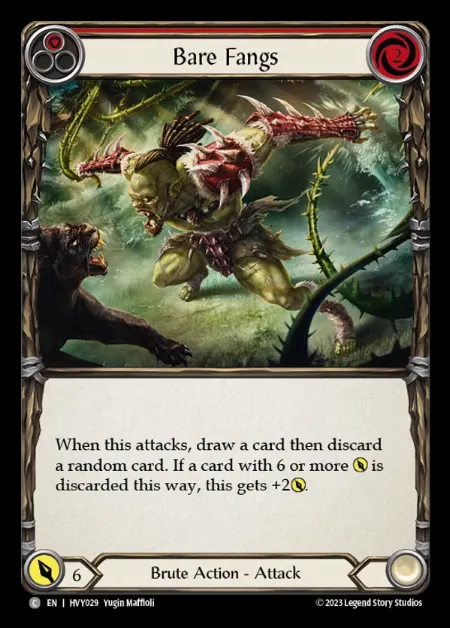 2
Bare Fangs
When this attacks, draw a card then discard
a random card. If a card with 6 or more is
discarded this way, this gets +2.
6
Brute Action - Attack
C EN | HVY029 Yugin Maffioli
© 2023 Legend Story Studios